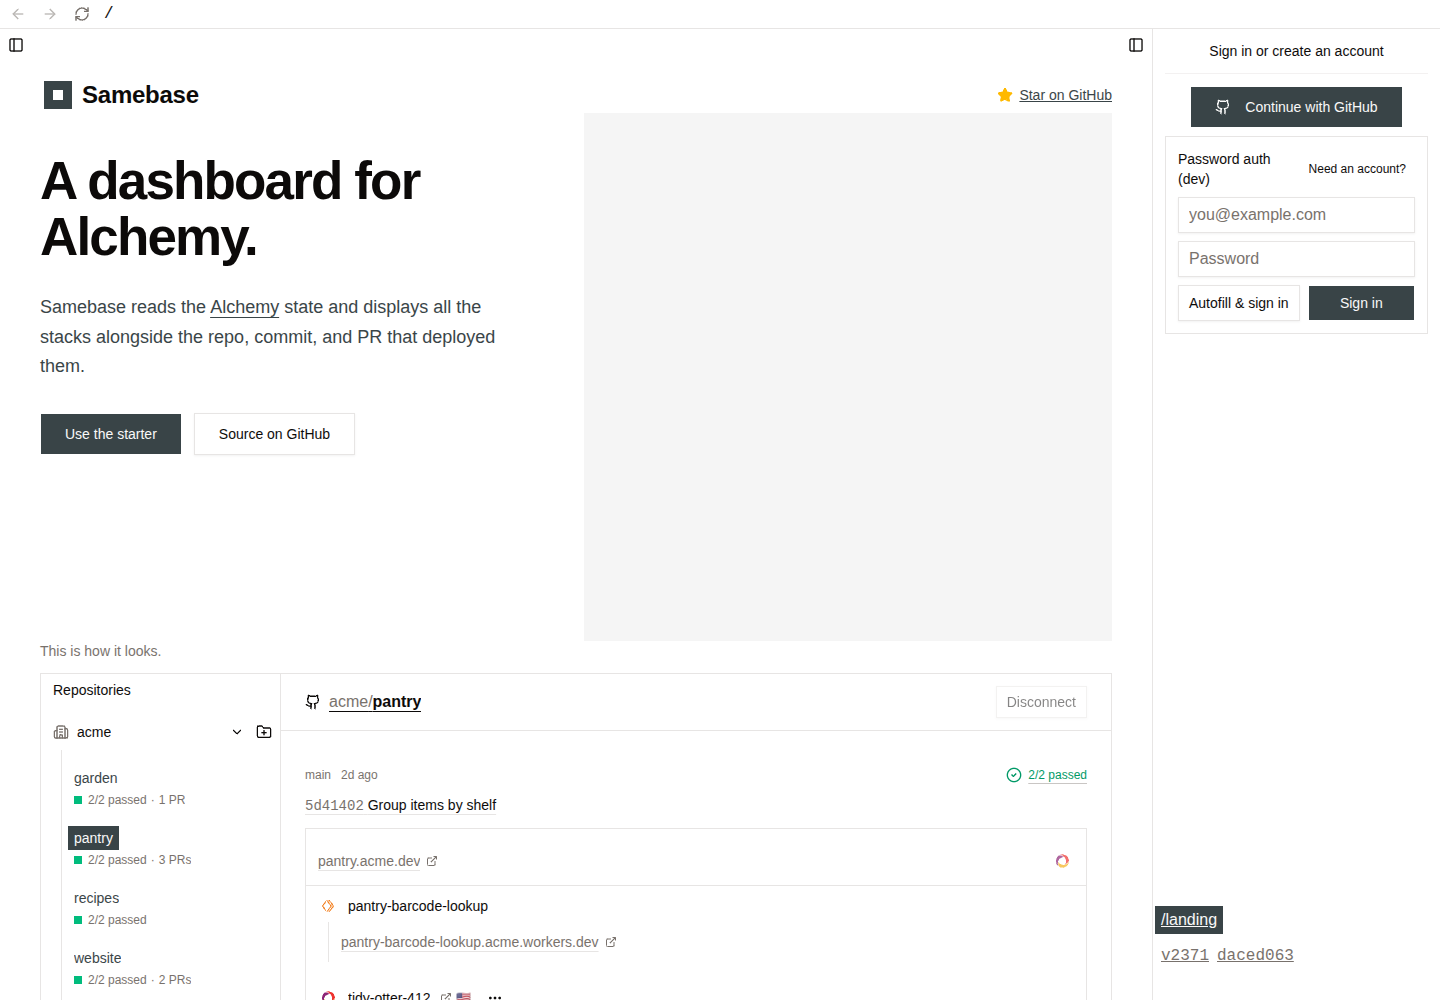 /
Samebase
Star on GitHub
A dashboard for
Alchemy.
Samebase reads the Alchemy state and displays all the
stacks alongside the repo, commit, and PR that deployed
them.
Use the starter
Source on GitHub
This is how it looks.
Repositories
acme
garden
2/2 passed · 1 PR
pantry
2/2 passed · 3 PRs
recipes
2/2 passed
website
2/2 passed · 2 PRs
acme/pantry
Disconnect
main 2d ago
2/2 passed
5d41402 Group items by shelf
pantry.acme.dev
pantry-barcode-lookup
pantry-barcode-lookup.acme.workers.dev
tidy-otter-412
Sign in or create an account
Continue with GitHub
Password auth
(dev)
Need an account?
you@example.com
Password
Autofill & sign in
Sign in
/landing
v2371 daced063